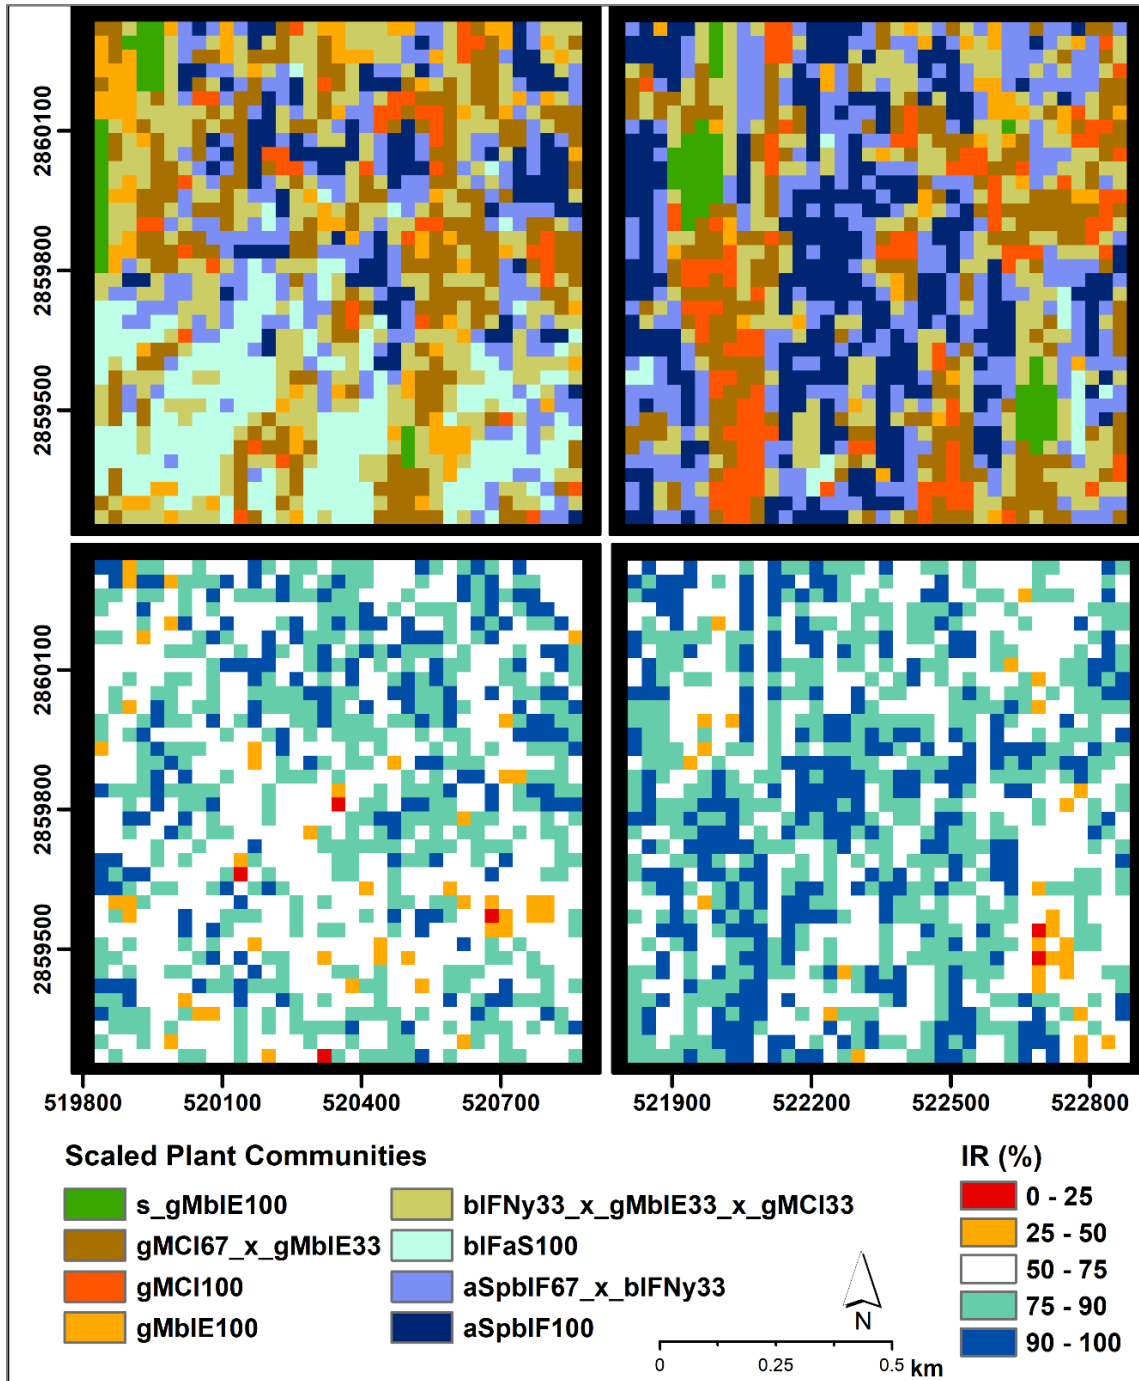 2860100
2859800
2859500
2860100
2859800
2859500
519800 520100 520400 520700 521900 522200 522500 522800
Scaled Plant Communities IR (%)
s_gMblE100 blFNy33_x_gMblE33_x_gMCl33 0 - 25
gMCl67_x_gMblE33 blFaS100 25 - 50
gMCl100 aSpblF67_x_blFNy33 50 - 75
gMblE100 aSpblF100 75 - 90
N 90 - 100
0 0.25 0.5 km